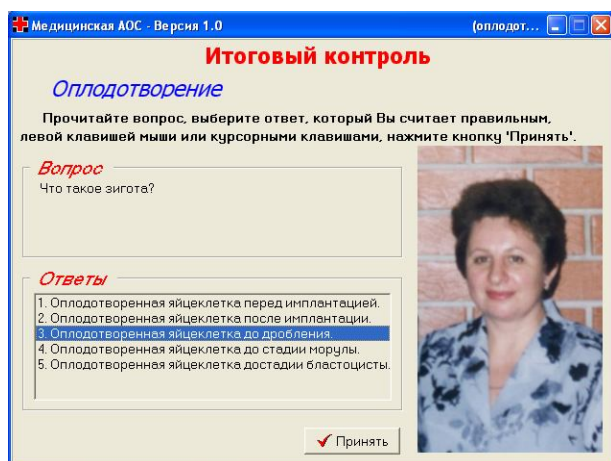 Медицинская АОС - Версия 1.0 (оплодот...
Итоговый контроль
Оплодотворение
Прочитайте вопрос, выберите ответ, который Вы считает правильным,
левой клавишей мыши или курсорными клавишами, нажмите кнопку 'Принять'.
Вопрос
Что такое зигота?
Ответы
1. Оплодотворенная яйцеклетка перед имплантацией.
2. Оплодотворенная яйцеклетка после имплантации.
3. Оплодотворенная яйцеклетка до дробления.
4. Оплодотворенная яйцеклетка до стадии морулы.
5. Оплодотворенная яйцеклетка достадии бластоцисты.
Принять